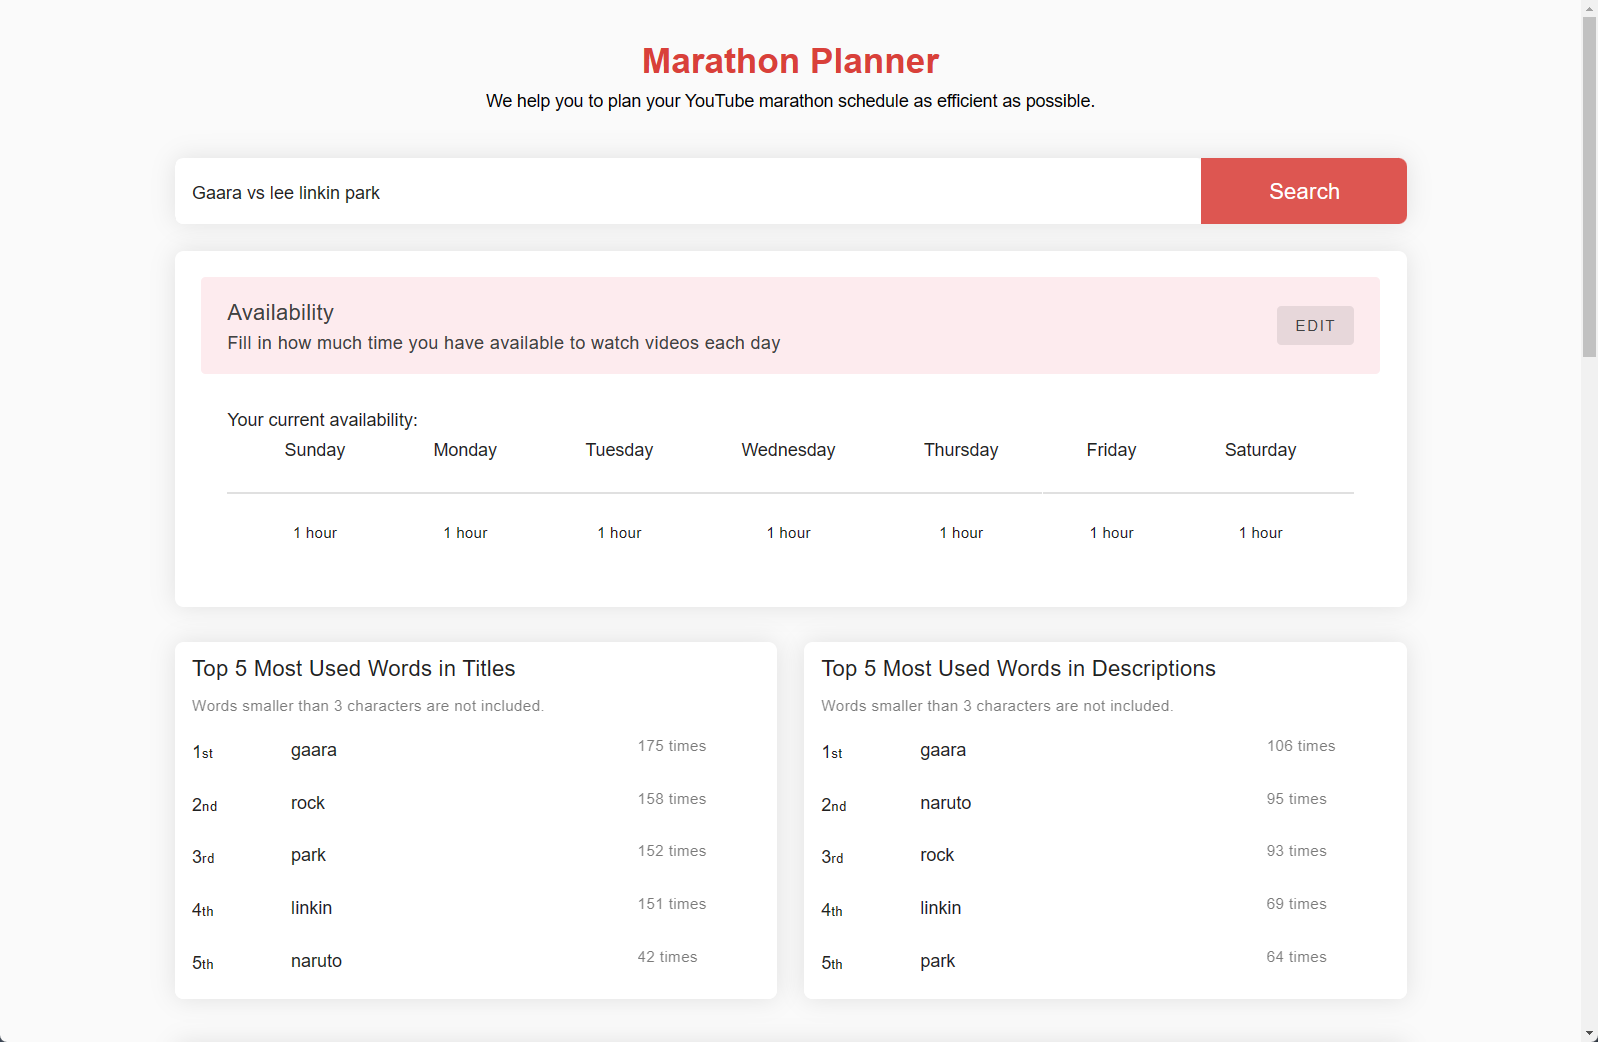 Marathon Planner
We help you to plan your YouTube marathon schedule as efficient as possible.
Gaara vs lee linkin park
Search
Availability
Fill in how much time you have available to watch videos each day
EDIT
Your current availability:
Sunday Monday Tuesday Wednesday Thursday Friday Saturday
1 hour 1 hour 1 hour 1 hour 1 hour 1 hour 1 hour
Top 5 Most Used Words in Titles
Words smaller than 3 characters are not included.
1st gaara 175 times
2nd rock 158 times
3rd park 152 times
4th linkin 151 times
5th naruto 42 times
Top 5 Most Used Words in Descriptions
Words smaller than 3 characters are not included.
1st gaara 106 times
2nd naruto 95 times
3rd rock 93 times
4th linkin 69 times
5th park 64 times